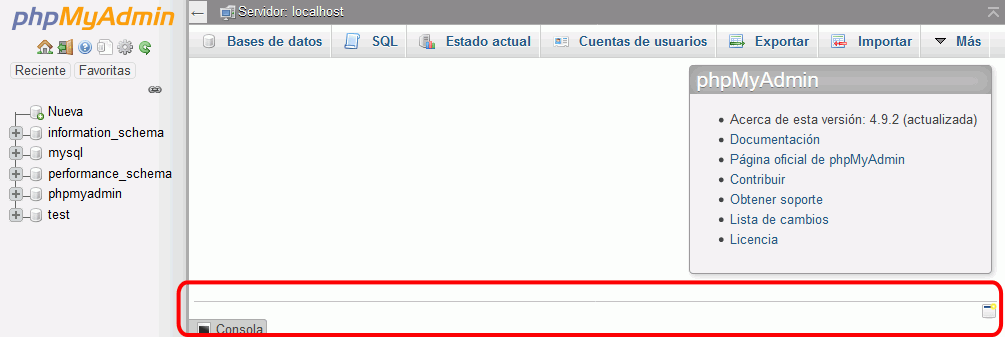 phpMyAdmin
Reciente Favoritas
Nueva
information_schema
mysql
performance_schema
phpmyadmin
test
Servidor: localhost
Bases de datos SQL Estado actual Cuentas de usuarios Exportar Importar Más
phpMyAdmin
Acerca de esta versión: 4.9.2 (actualizada)
Documentación
Página oficial de phpMyAdmin
Contribuir
Obtener soporte
Lista de cambios
Licencia
Consola